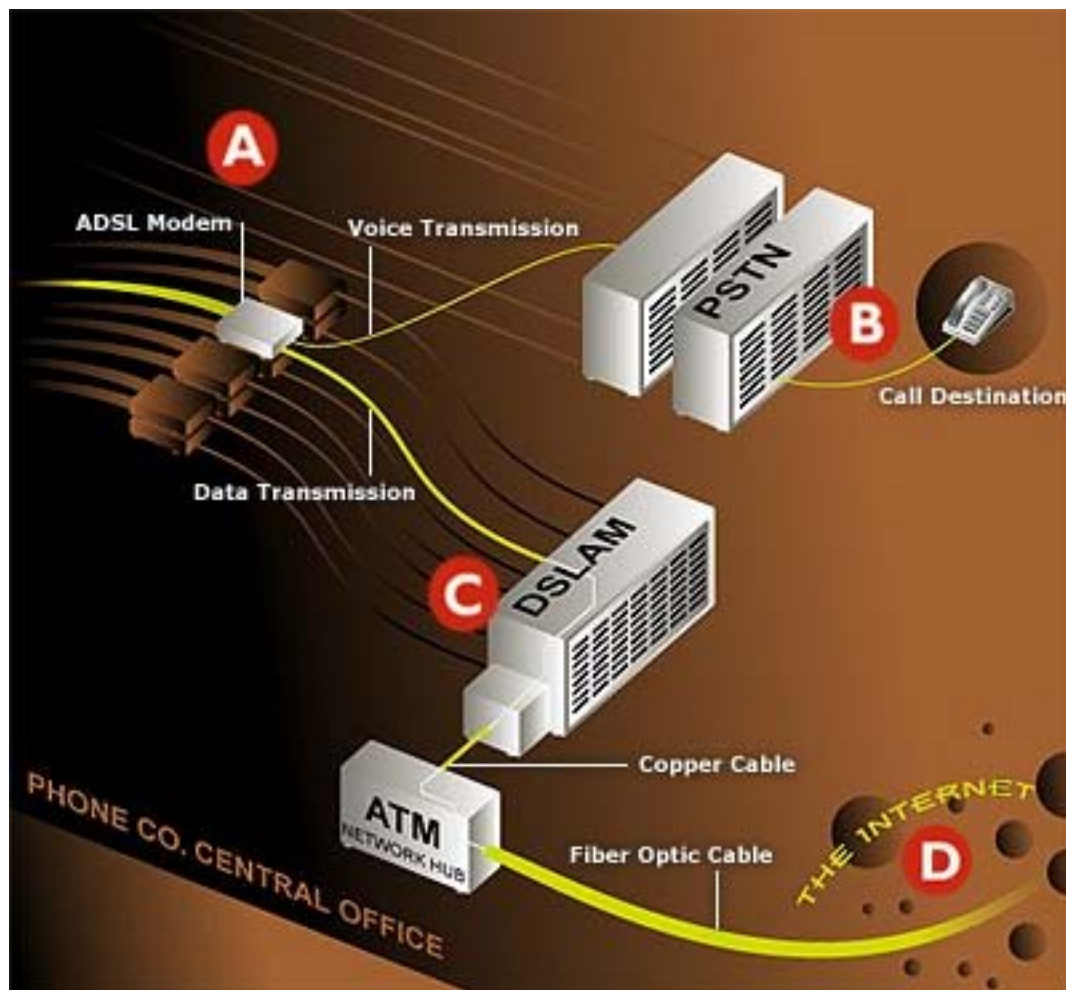 A
ADSL Modem
Voice Transmission
PSTN
B
Call Destination
Data Transmission
DSLAM
C
Copper Cable
ATM
NETWORK HUB
PHONE CO. CENTRAL OFFICE
Fiber Optic Cable
THE INTERNET
D